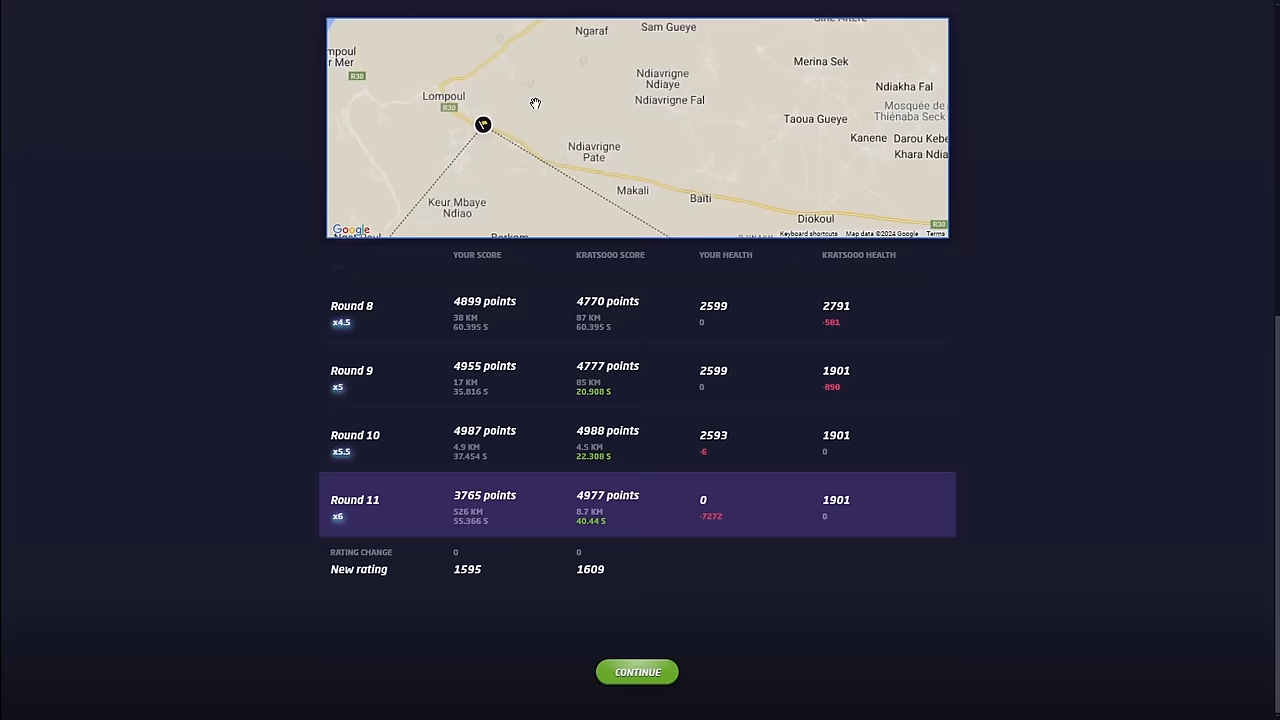 Ngaraf
Sam Gueye
mpoul
r Mer
R30
Merina Sek
Ndiavrigne
Ndiaye
Ndiakha Fal
Lompoul
R30
Ndiavrigne Fal
Mosquée de
Thiénaba Seck
Taoua Gueye
Kanene
Darou Kebe
Khara Ndia
Ndiavrigne
Pate
Makali
Baïti
Keur Mbaye
Ndiao
Diokoul
R30
Google
Keyboard shortcuts
Map data ©2024 Google
Terms
YOUR SCORE
KRATSOOO SCORE
YOUR HEALTH
KRATSOOO HEALTH
Round 8
x4.5
4899 points
38 KM
60.395 S
4770 points
87 KM
60.395 S
2599
0
2791
-581
Round 9
x5
4955 points
17 KM
35.816 S
4777 points
85 KM
20.908 S
2599
0
1901
-890
Round 10
x5.5
4987 points
4.9 KM
37.454 S
4988 points
4.5 KM
22.308 S
2593
-6
1901
0
Round 11
x6
3765 points
526 KM
55.366 S
4977 points
8.7 KM
40.44 S
0
-7272
1901
0
RATING CHANGE
0
0
New rating
1595
1609
CONTINUE